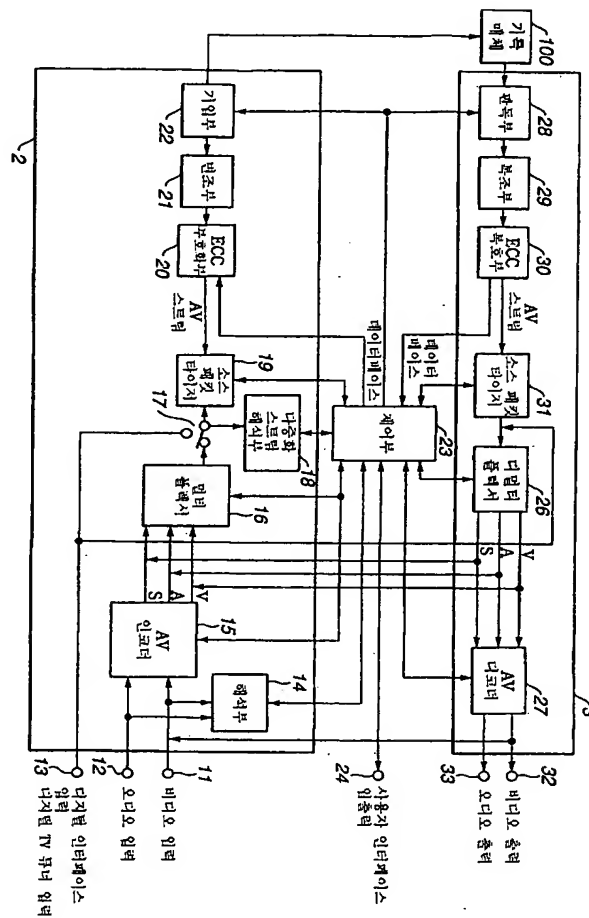 100
기록
매체
3
28
판독부
29
복조부
30
ECC
복호부
AV
스트림
데이터
베이스
31
소스
패킷
타이저
26
디멀티
플렉서
V
A
S
27
AV
디코더
32
비디오 출력
33
오디오 출력
데이터베이스
23
제어부
24
사용자 인터페이스
입출력
2
22
기입부
21
변조부
20
ECC
부호화부
AV
스트림
19
소스
패킷
타이저
17
18
다중화
스트림
해석부
16
멀티
플렉서
V
A
S
15
AV
인코더
14
해석부
11
비디오 입력
12
오디오 입력
13
디지털 인터페이스
입력
디지털 TV 튜너 입력